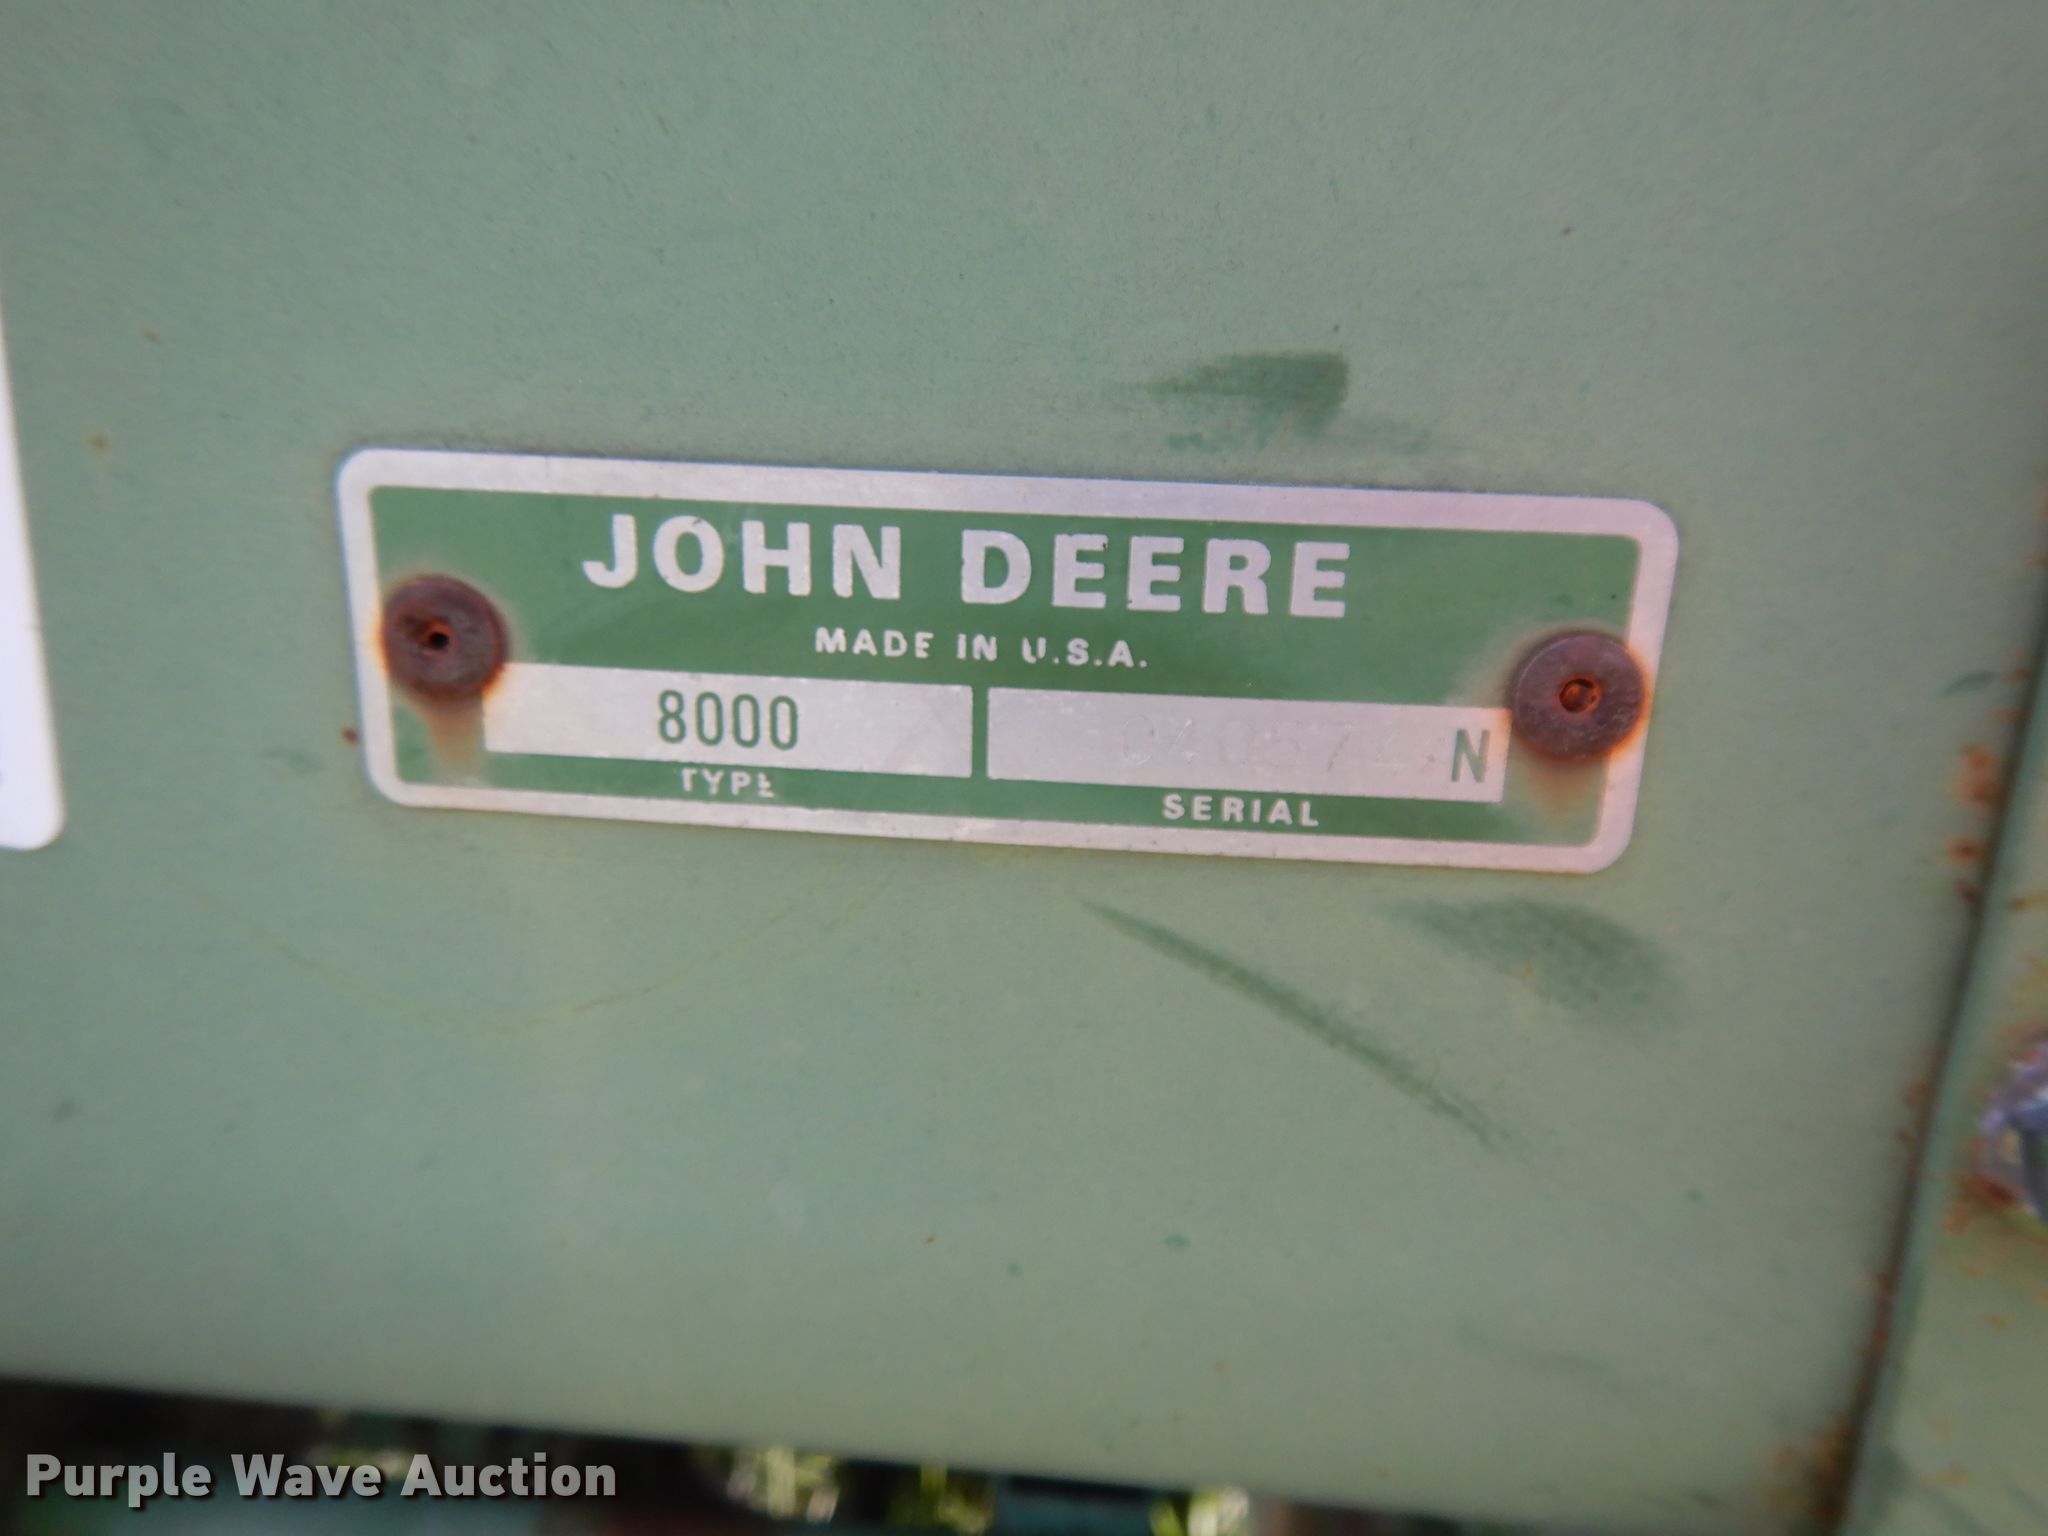 JOHN DEERE
MADE IN U.S.A.
8000 N
TYPE SERIAL
Purple Wave Auction